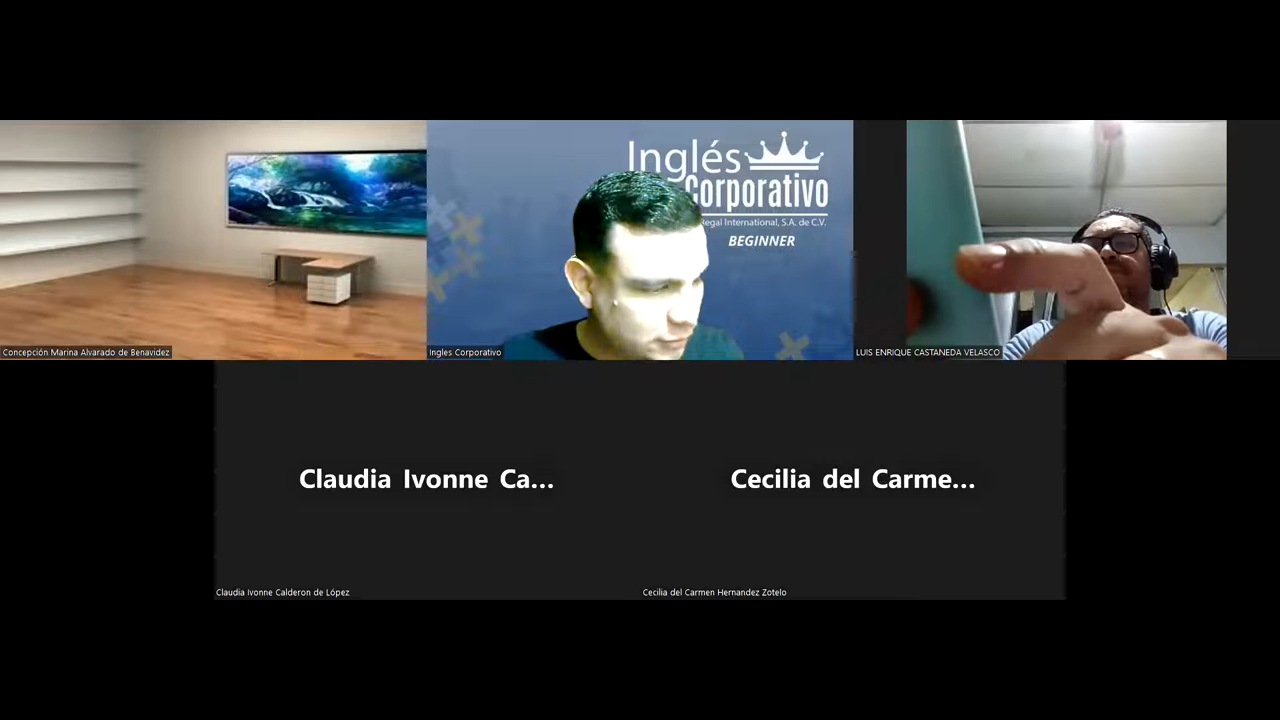 Inglés
Corporativo
Regal International, S.A. de C.V.
BEGINNER
Concepción Marina Alvarado de Benavidez
Ingles Corporativo
LUIS ENRIQUE CASTANEDA VELASCO
Claudia Ivonne Ca...
Cecilia del Carme...
Claudia Ivonne Calderon de López
Cecilia del Carmen Hernandez Zotelo